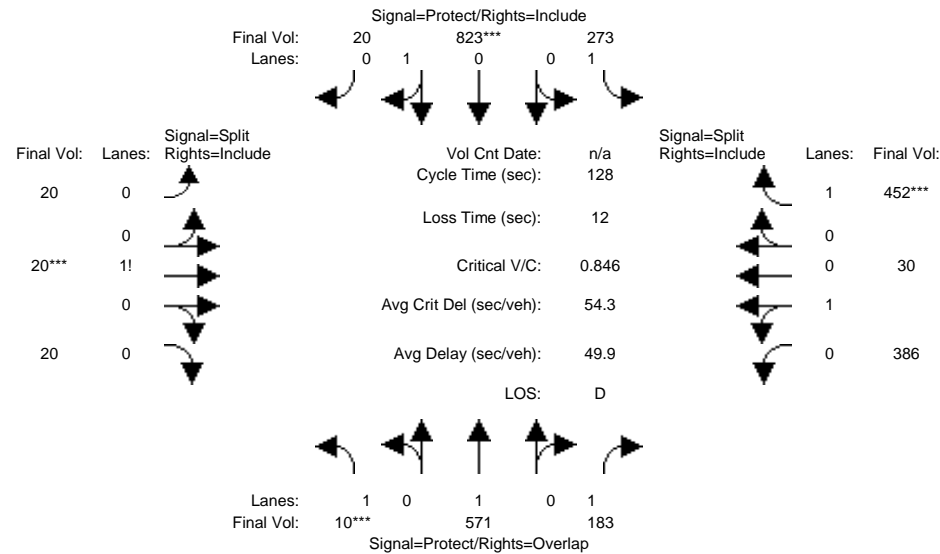 Signal=Protect/Rights=Include
Final Vol: 20 823*** 273
Lanes: 0 1 0 0 1
Signal=Split
Final Vol: Lanes: Rights=Include
Vol Cnt Date: n/a
Signal=Split
Rights=Include Lanes: Final Vol:
Cycle Time (sec): 128
20 0
1 452***
Loss Time (sec): 12
0
0
20*** 1!
Critical V/C: 0.846
0 30
0
Avg Crit Del (sec/veh): 54.3
1
20 0
Avg Delay (sec/veh): 49.9
0 386
LOS: D
Lanes: 1 0 1 0 1
Final Vol: 10*** 571 183
Signal=Protect/Rights=Overlap